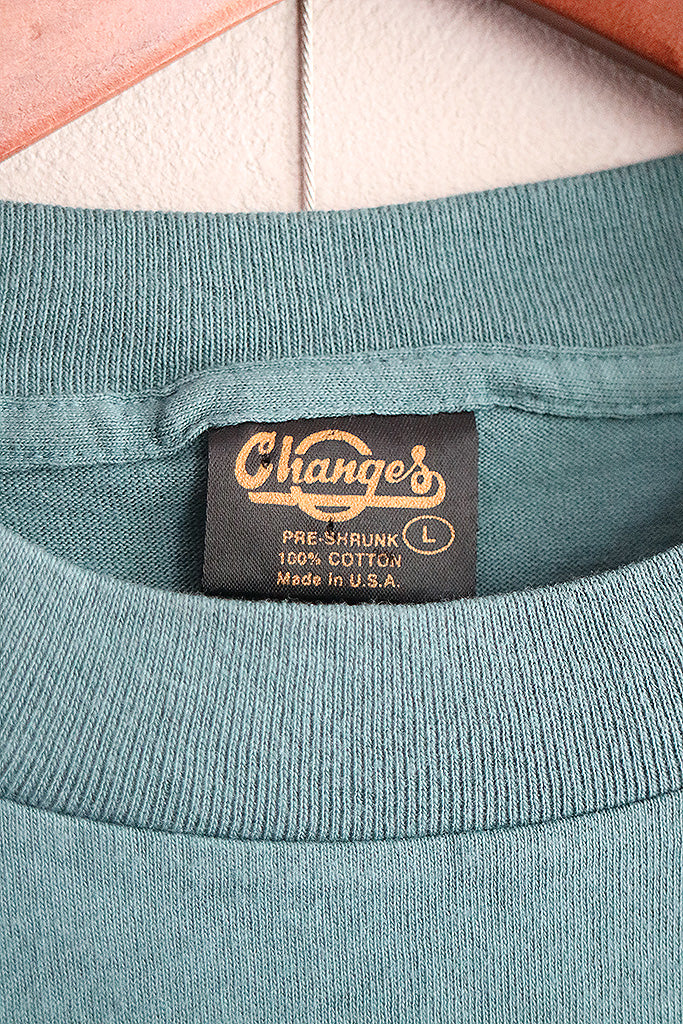 Changes
PRE-SHRUNK L
100% COTTON
Made in U.S.A.